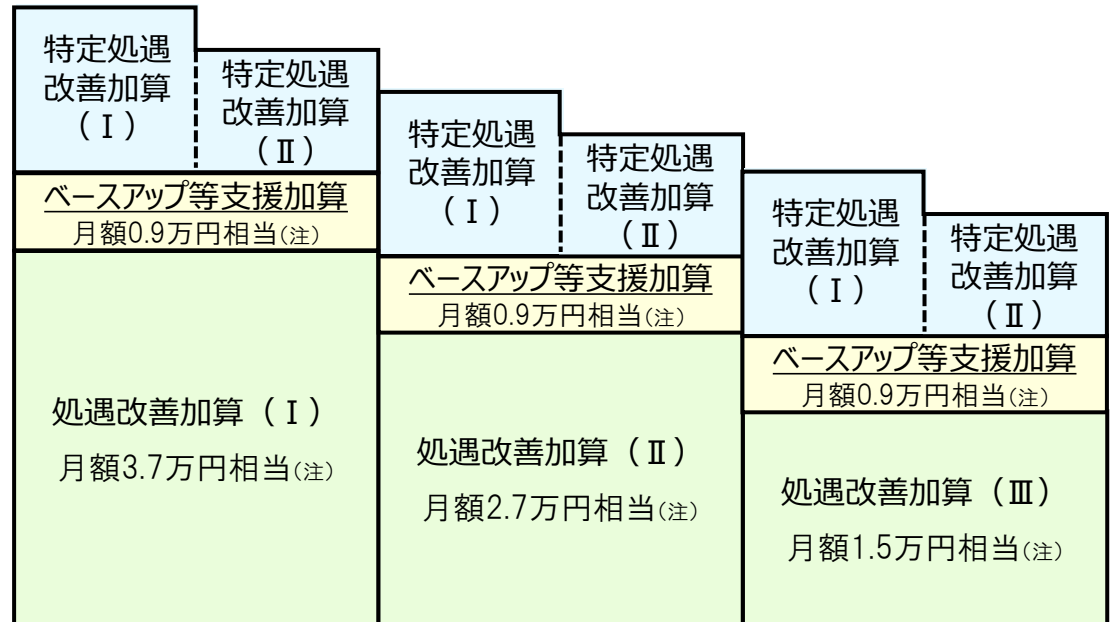 特定処遇
改善加算
（Ⅰ）
特定処遇
改善加算
（Ⅱ）
ベースアップ等支援加算
月額0.9万円相当(注)
処遇改善加算（Ⅰ）
月額3.7万円相当(注)
特定処遇
改善加算
（Ⅰ）
特定処遇
改善加算
（Ⅱ）
ベースアップ等支援加算
月額0.9万円相当(注)
処遇改善加算（Ⅱ）
月額2.7万円相当(注)
特定処遇
改善加算
（Ⅰ）
特定処遇
改善加算
（Ⅱ）
ベースアップ等支援加算
月額0.9万円相当(注)
処遇改善加算（Ⅲ）
月額1.5万円相当(注)